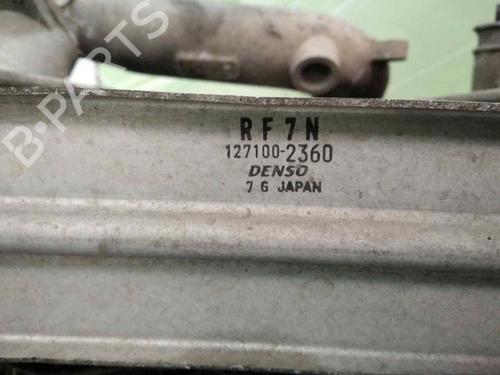 B-PARTS
RF7N
127100-2360
DENSO
7 6 JAPAN